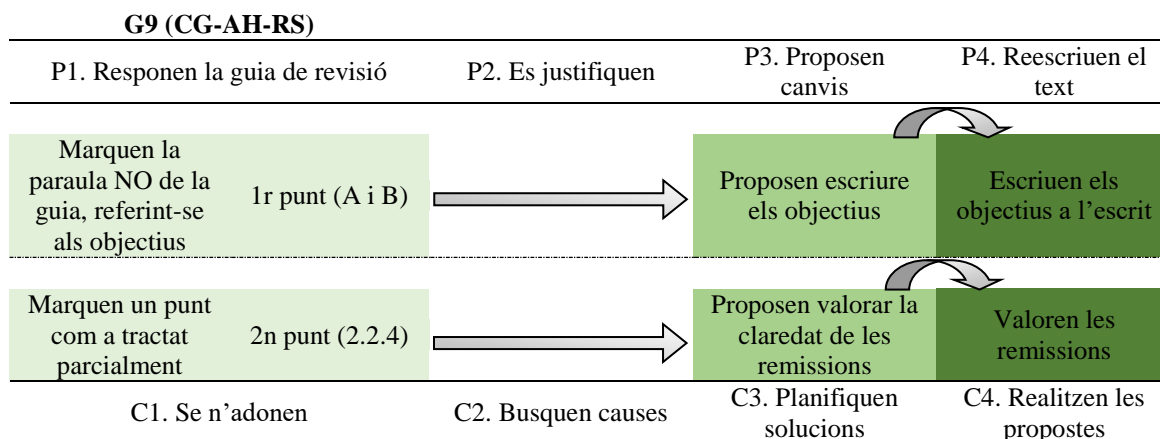 G9 (CG-AH-RS)
P1. Responen la guia de revisió
P2. Es justifiquen
P3. Proposen
canvis
P4. Reescriuen el
text
Marquen la
paraula NO de la
guia, referint-se
als objectius
1r punt (A i B)
Proposen escriure
els objectius
Escriuen els
objectius a l’escrit
Marquen un punt
com a tractat
parcialment
2n punt (2.2.4)
Proposen valorar la
claredat de les
remissions
Valoren les
remissions
C1. Se n’adonen
C2. Busquen causes
C3. Planifiquen
solucions
C4. Realitzen les
propostes